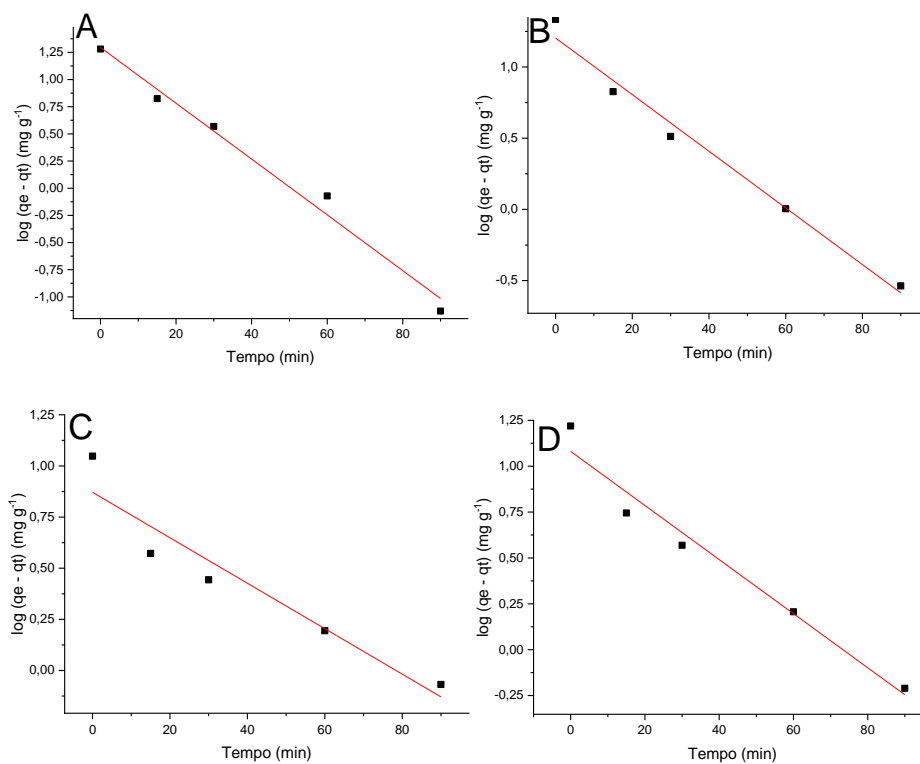 A
log (qe - qt) (mg g⁻¹)
1,25
1,00
0,75
0,50
0,25
0,00
-0,25
-0,50
-0,75
-1,00
0 20 40 60 80
Tempo (min)
B
log (qe - qt) (mg g⁻¹)
1,0
0,5
0,0
-0,5
0 20 40 60 80
Tempo (min)
C
log (qe - qt) (mg g⁻¹)
1,25
1,00
0,75
0,50
0,25
0,00
0 20 40 60 80
Tempo (min)
D
log (qe - qt) (mg g⁻¹)
1,25
1,00
0,75
0,50
0,25
0,00
-0,25
0 20 40 60 80
Tempo (min)